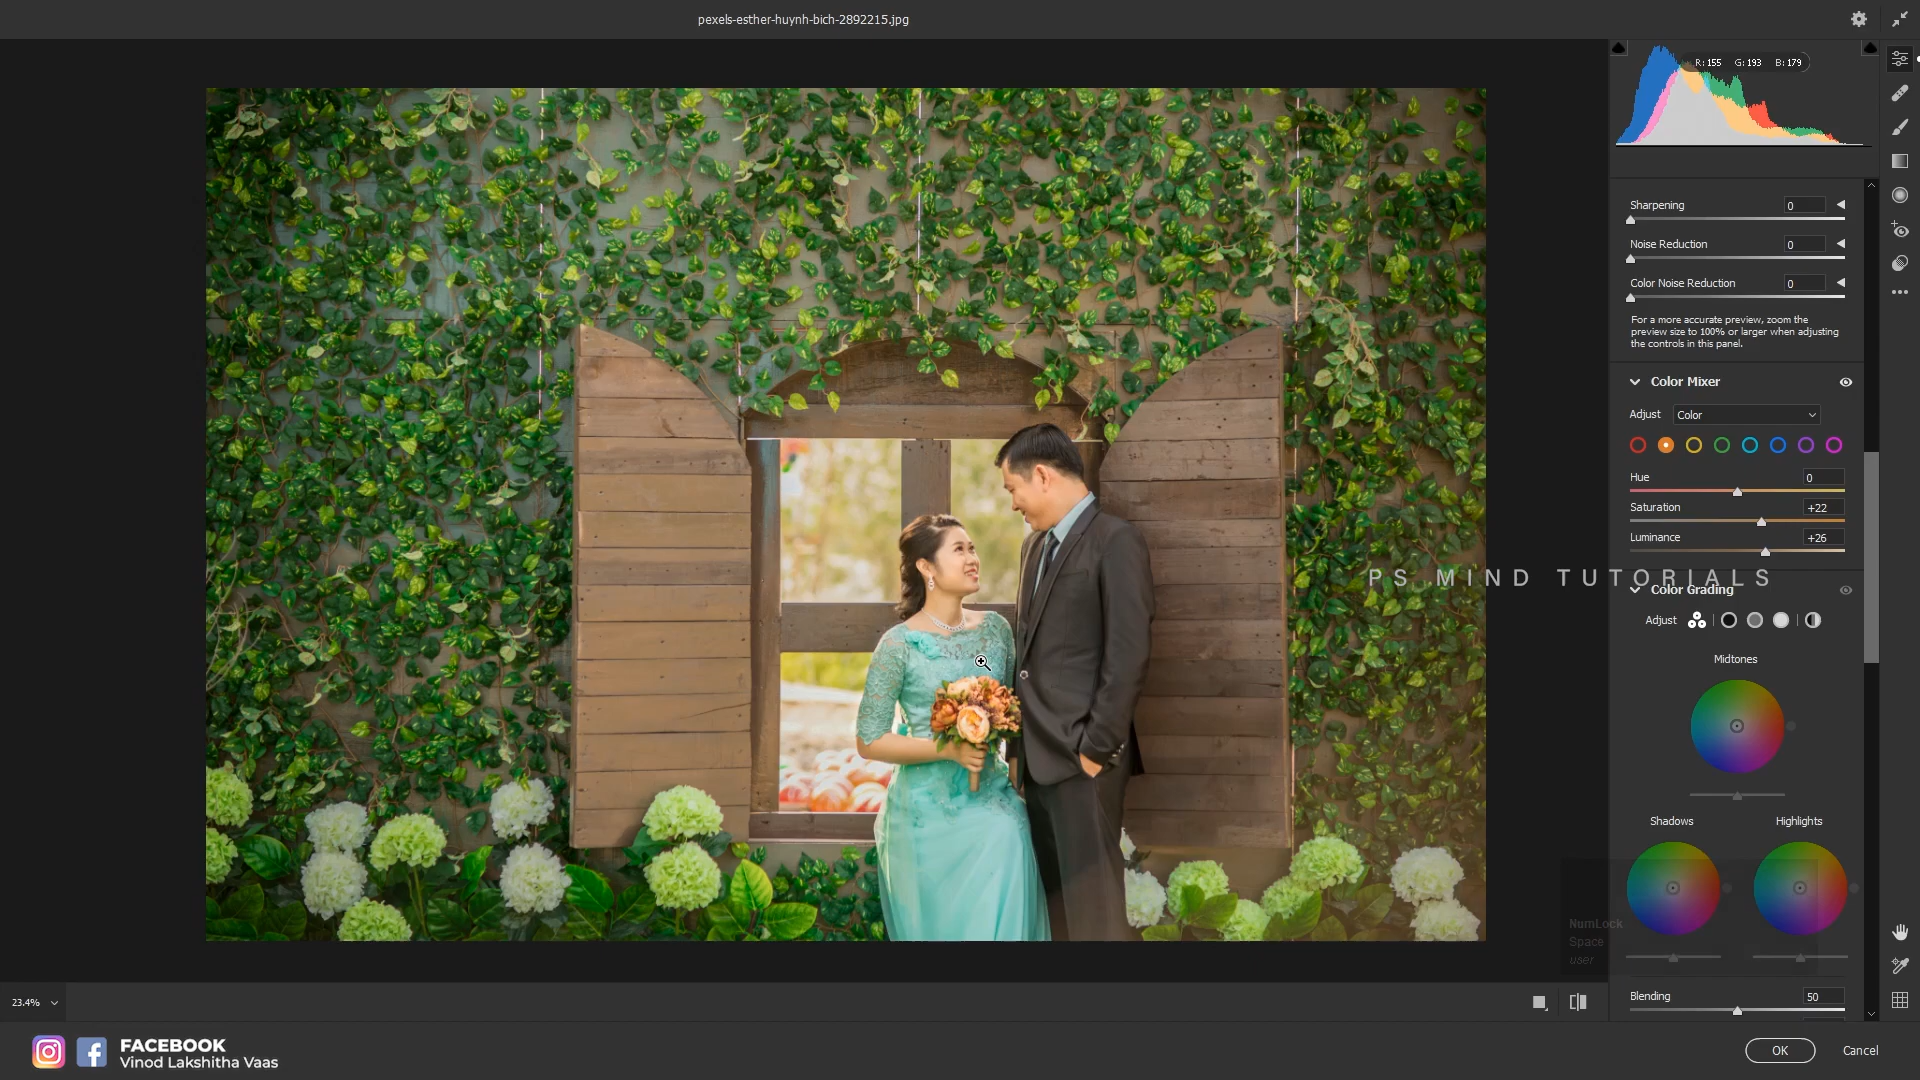 pexels-esther-huynh-bich-2892215.jpg
R: 155 G: 193 B: 179
Sharpening 0
Noise Reduction 0
Color Noise Reduction 0
For a more accurate preview, zoom the
preview size to 100% or larger when adjusting
the controls in this panel.
Color Mixer
Adjust Color
Hue 0
Saturation +22
Luminance +26
PS MIND TUTORIALS
Color Grading
Adjust
Midtones
Shadows Highlights
NumLock
Space
user
Blending 50
23.4%
FACEBOOK
Vinod Lakshitha Vaas
OK Cancel